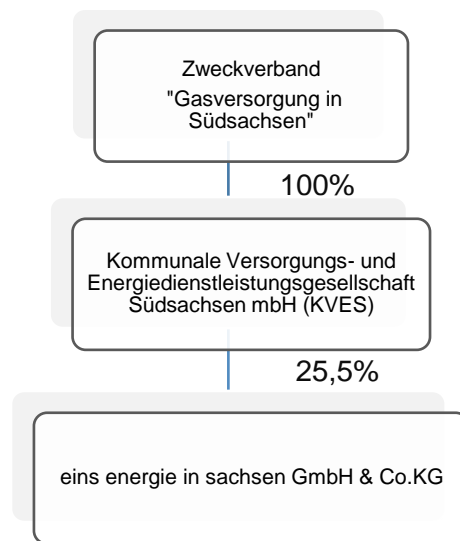 Zweckverband
"Gasversorgung in
Südsachsen"
100%
Kommunale Versorgungs- und
Energiedienstleistungsgesellschaft
Südsachsen mbH (KVES)
25,5%
eins energie in sachsen GmbH & Co.KG